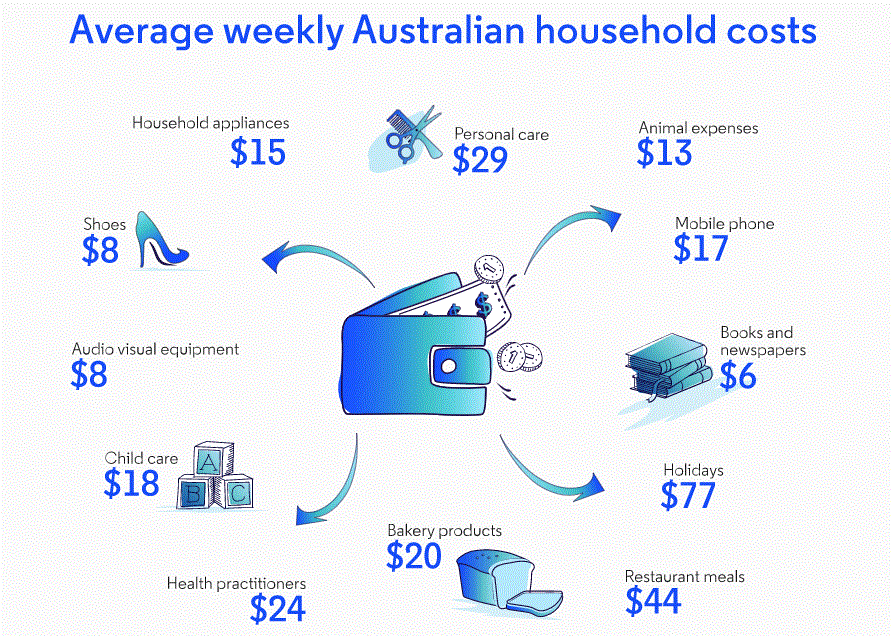 Average weekly Australian household costs
Household appliances
$15
Personal care
$29
Animal expenses
$13
Shoes
$8
Mobile phone
$17
Audio visual equipment
$8
Books and
newspapers
$6
Child care
$18
A
B
C
Holidays
$77
Bakery products
$20
Health practitioners
$24
Restaurant meals
$44
$
1
1